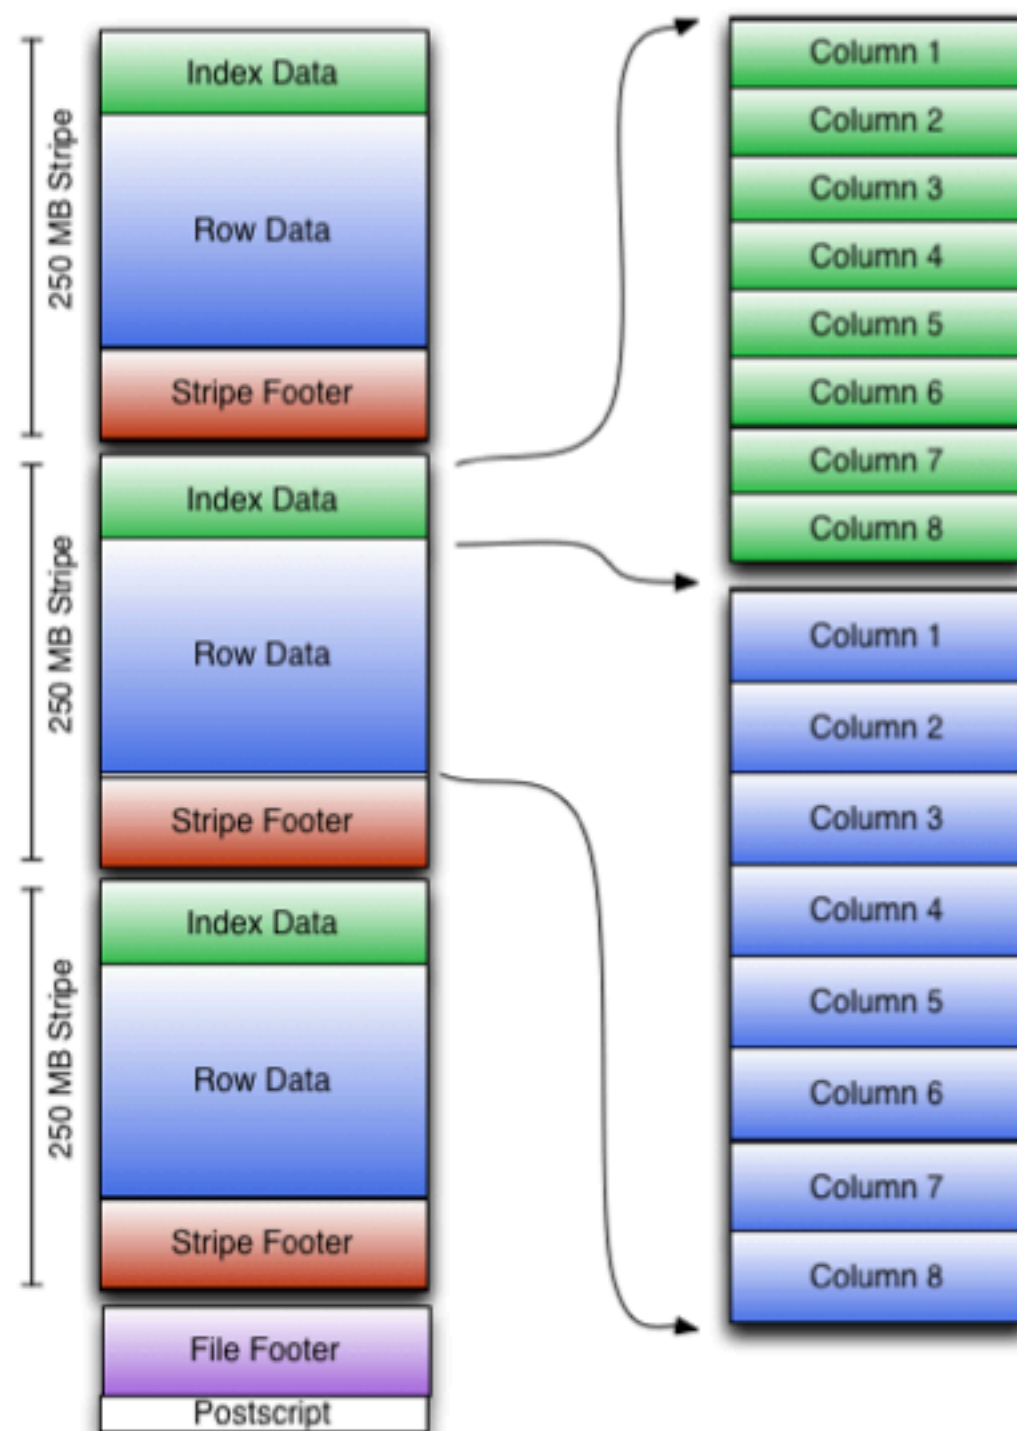 250 MB Stripe
Index Data
Row Data
Stripe Footer
250 MB Stripe
Index Data
Row Data
Stripe Footer
250 MB Stripe
Index Data
Row Data
Stripe Footer
File Footer
Postscript
Column 1
Column 2
Column 3
Column 4
Column 5
Column 6
Column 7
Column 8
Column 1
Column 2
Column 3
Column 4
Column 5
Column 6
Column 7
Column 8